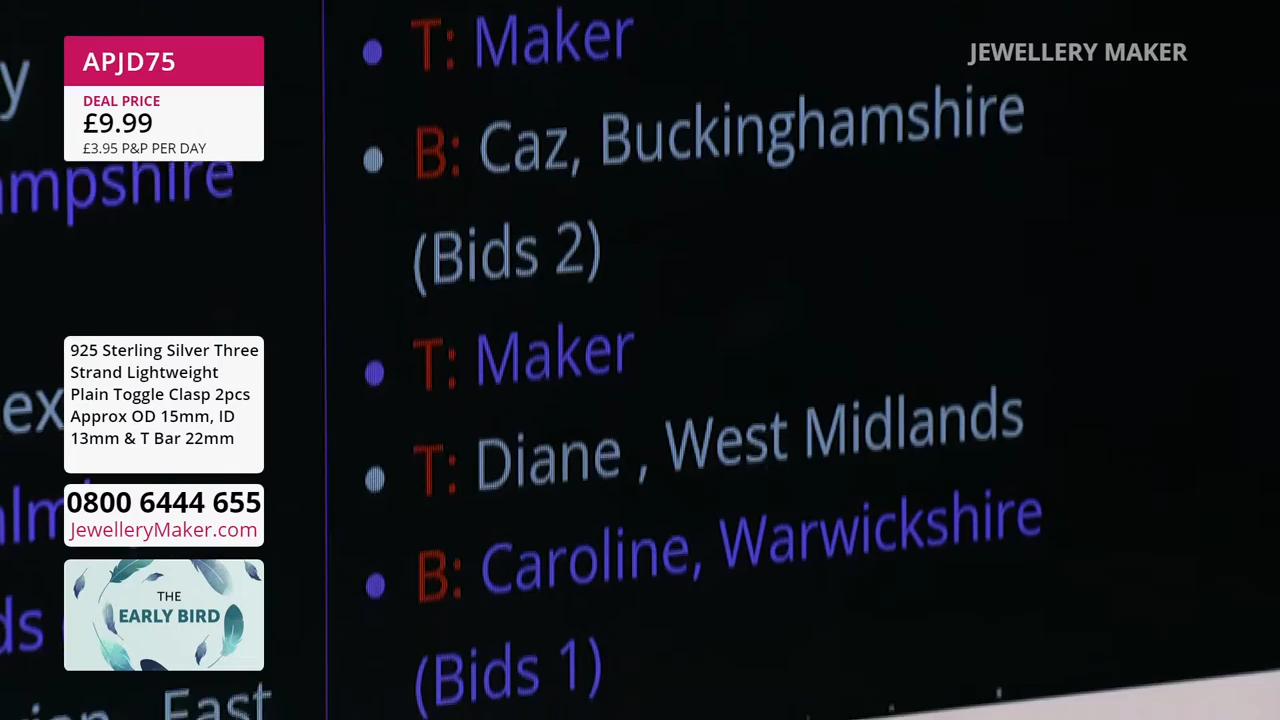 APJD75
DEAL PRICE
£9.99
£3.95 P&P PER DAY
925 Sterling Silver Three
Strand Lightweight
Plain Toggle Clasp 2pcs
Approx OD 15mm, ID
13mm & T Bar 22mm
0800 6444 655
JewelleryMaker.com
THE
EARLY BIRD
JEWELLERY MAKER
T: Maker
B: Caz, Buckinghamshire
(Bids 2)
T: Maker
T: Diane , West Midlands
B: Caroline, Warwickshire
(Bids 1)
East